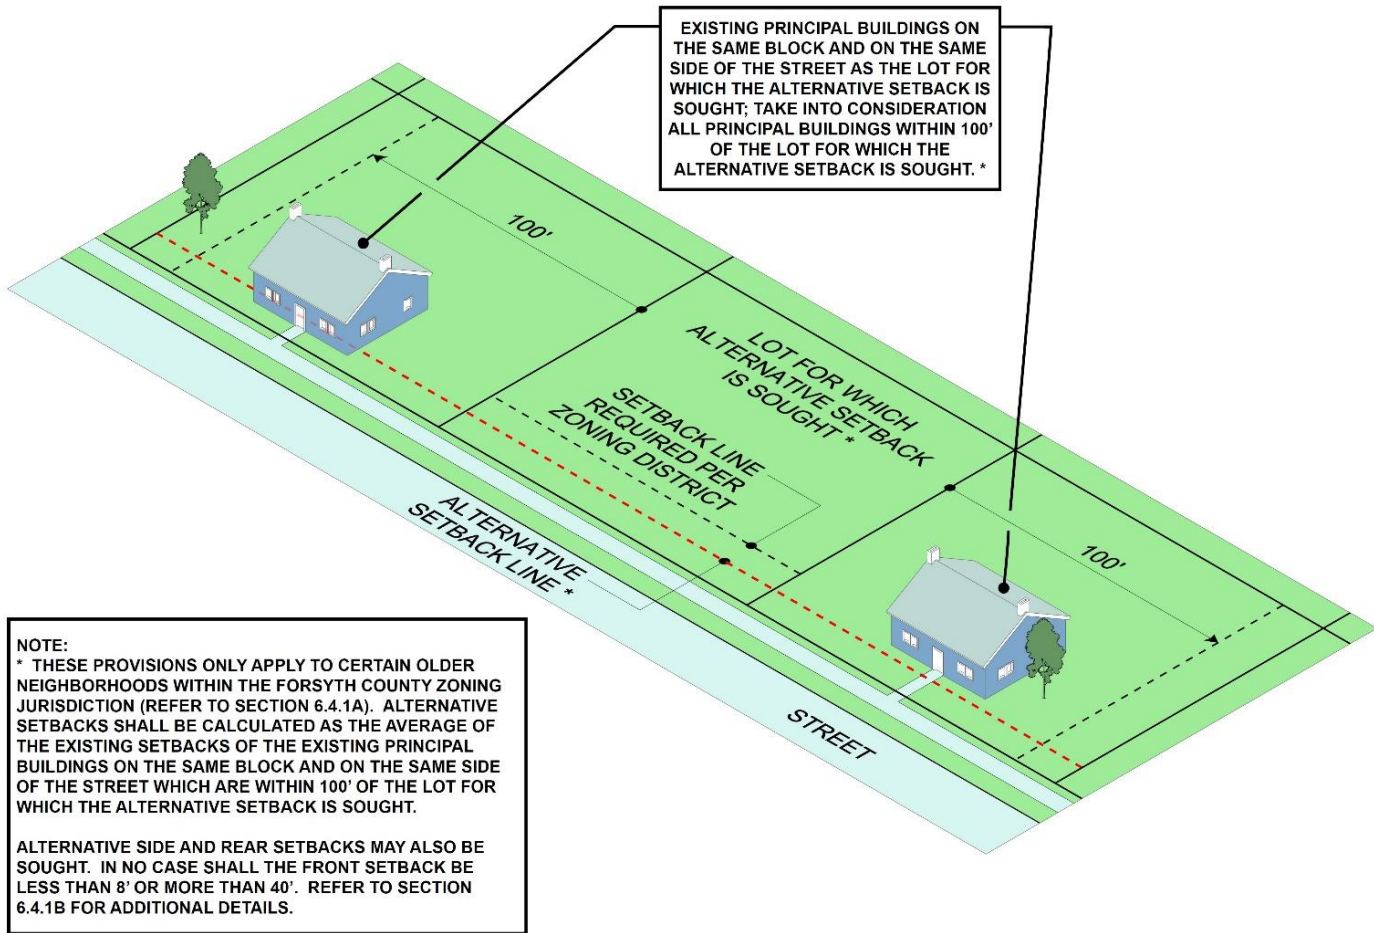 EXISTING PRINCIPAL BUILDINGS ON
THE SAME BLOCK AND ON THE SAME
SIDE OF THE STREET AS THE LOT FOR
WHICH THE ALTERNATIVE SETBACK IS
SOUGHT; TAKE INTO CONSIDERATION
ALL PRINCIPAL BUILDINGS WITHIN 100'
OF THE LOT FOR WHICH THE
ALTERNATIVE SETBACK IS SOUGHT. *
100'
LOT FOR WHICH
ALTERNATIVE SETBACK
IS SOUGHT *
SETBACK LINE
REQUIRED PER
ZONING DISTRICT
ALTERNATIVE
SETBACK LINE *
100'
STREET
NOTE:
* THESE PROVISIONS ONLY APPLY TO CERTAIN OLDER
NEIGHBORHOODS WITHIN THE FORSYTH COUNTY ZONING
JURISDICTION (REFER TO SECTION 6.4.1A). ALTERNATIVE
SETBACKS SHALL BE CALCULATED AS THE AVERAGE OF
THE EXISTING SETBACKS OF THE EXISTING PRINCIPAL
BUILDINGS ON THE SAME BLOCK AND ON THE SAME SIDE
OF THE STREET WHICH ARE WITHIN 100' OF THE LOT FOR
WHICH THE ALTERNATIVE SETBACK IS SOUGHT.
ALTERNATIVE SIDE AND REAR SETBACKS MAY ALSO BE
SOUGHT. IN NO CASE SHALL THE FRONT SETBACK BE
LESS THAN 8' OR MORE THAN 40'. REFER TO SECTION
6.4.1B FOR ADDITIONAL DETAILS.